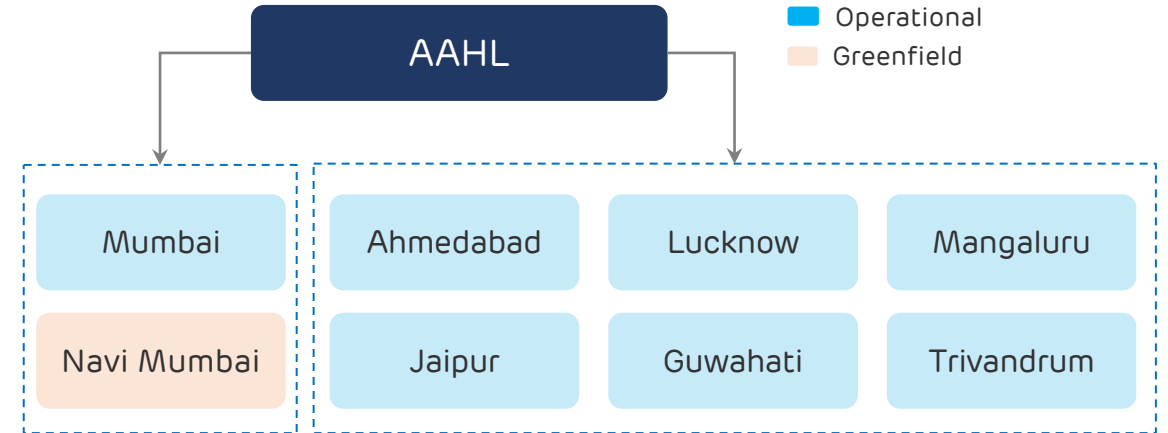 AAHL
Operational
Greenfield
Mumbai
Navi Mumbai
Ahmedabad
Lucknow
Mangaluru
Jaipur
Guwahati
Trivandrum